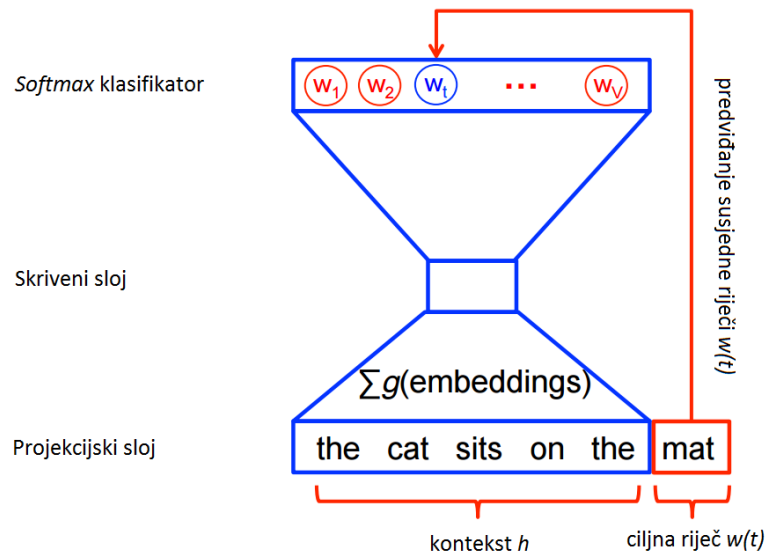 Softmax klasifikator
w1 w2 wt ... wV
predviđanje susjedne riječi w(t)
Skriveni sloj
∑g(embeddings)
Projekcijski sloj
the cat sits on the mat
kontekst h
ciljna riječ w(t)